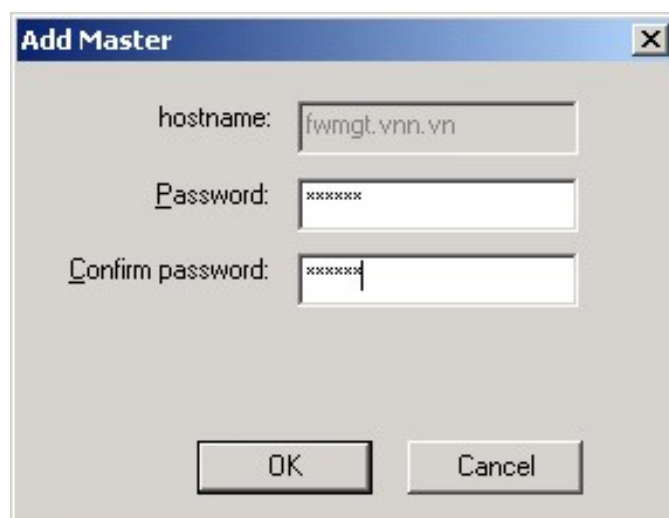 Add Master
hostname: fwmgt.vnn.vn
Password: ******
Confirm password: ******
OK Cancel